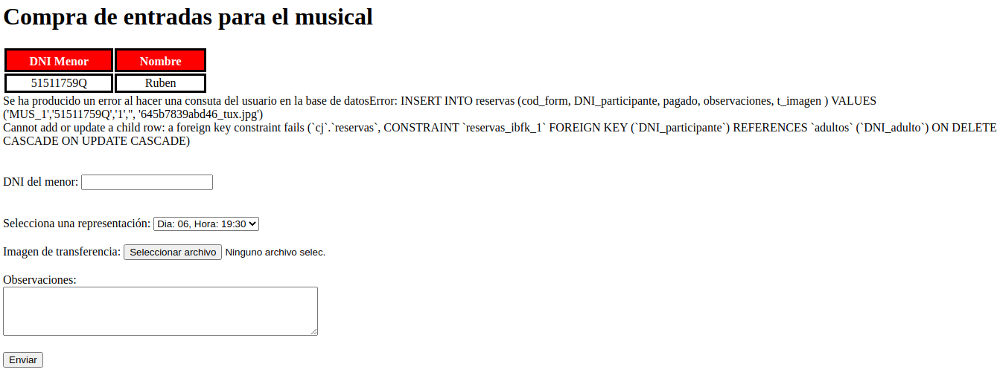 Compra de entradas para el musical
DNI Menor Nombre
51511759Q Ruben
Se ha producido un error al hacer una consuta del usuario en la base de datosError: INSERT INTO reservas (cod_form, DNI_participante, pagado, observaciones, t_imagen ) VALUES
('MUS_1','51511759Q','1','', '645b7839abd46_tux.jpg')
Cannot add or update a child row: a foreign key constraint fails (`cj`.`reservas`, CONSTRAINT `reservas_ibfk_1` FOREIGN KEY (`DNI_participante`) REFERENCES `adultos` (`DNI_adulto`) ON DELETE
CASCADE ON UPDATE CASCADE)
DNI del menor:
Selecciona una representación: Dia: 06, Hora: 19:30
Imagen de transferencia: Seleccionar archivo Ninguno archivo selec.
Observaciones:
Enviar